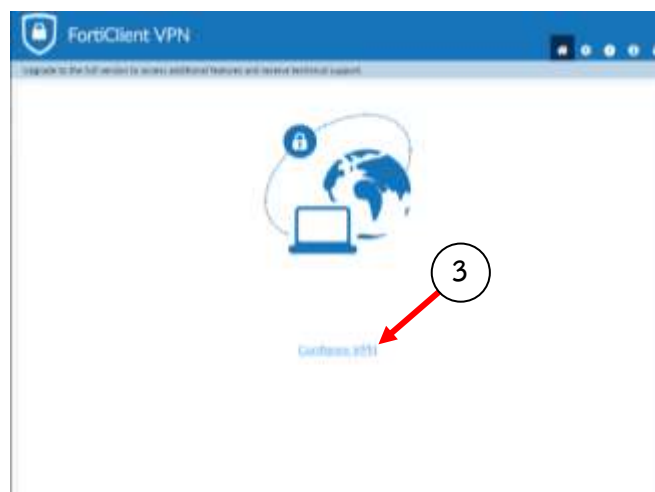 FortiClient VPN
Upgrade to the full version to access additional features and receive technical support.
3
Configure VPN